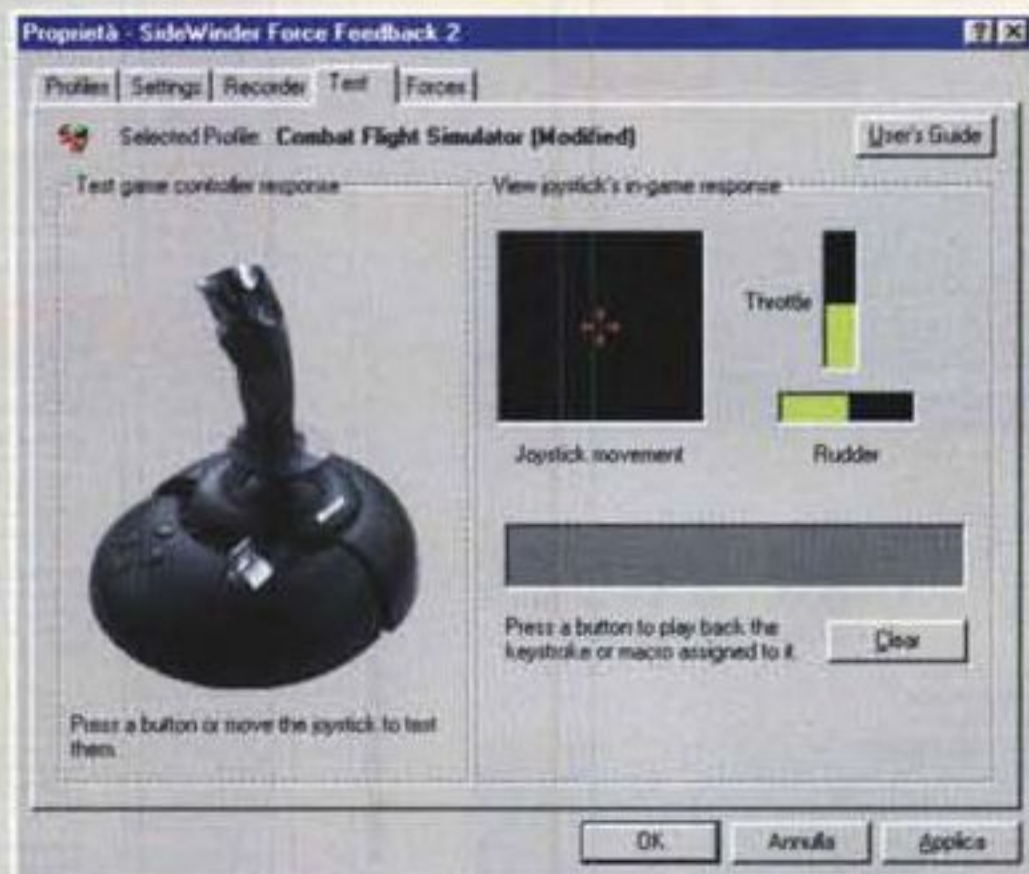 Proprietà - SideWinder Force Feedback 2
Profiles Settings Recorder Test Forces
Selected Profile: Combat Flight Simulator (Modified)
User's Guide
Test game controller response
Press a button or move the joystick to test
them.
View joystick's in-game response
Throttle
Joystick movement
Rudder
Press a button to play back the
keystroke or macro assigned to it.
Clear
OK
Annulla
Applica